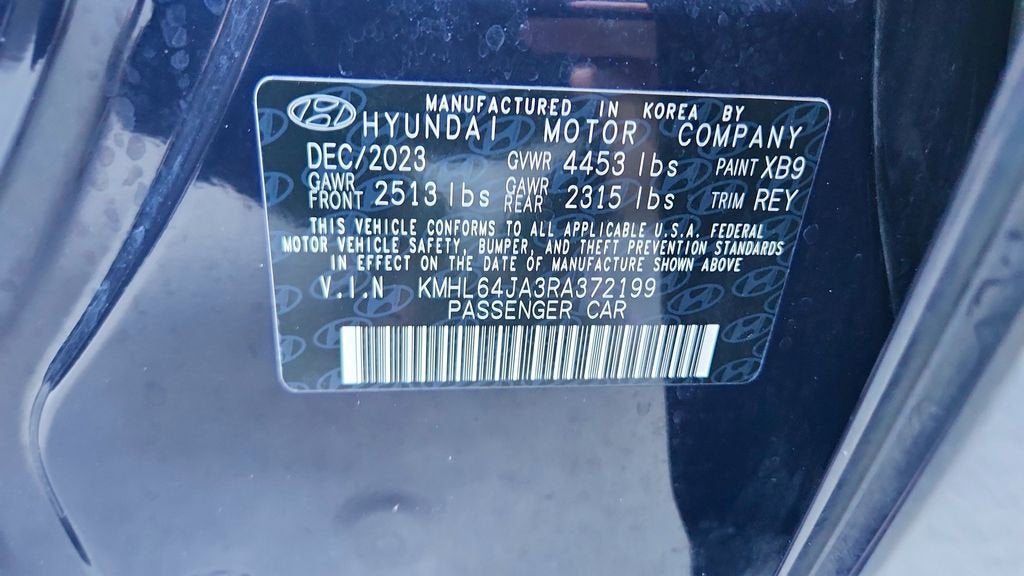 MANUFACTURED IN KOREA BY
HYUNDAI MOTOR COMPANY
DEC/2023 GVWR 4453 lbs PAINT XB9
GAWR FRONT 2513 lbs GAWR REAR 2315 lbs TRIM REY
THIS VEHICLE CONFORMS TO ALL APPLICABLE U.S.A. FEDERAL
MOTOR VEHICLE SAFETY, BUMPER, AND THEFT PREVENTION STANDARDS
IN EFFECT ON THE DATE OF MANUFACTURE SHOWN ABOVE
V.I.N KMHL64JA3RA372199
PASSENGER CAR